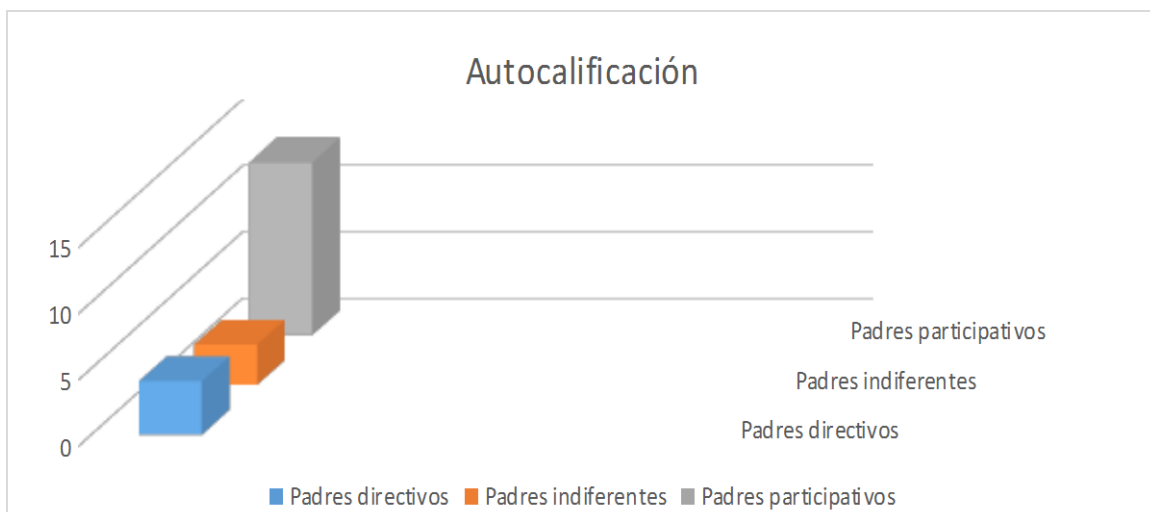 Autocalificación
15
10
5
0
Padres participativos
Padres indiferentes
Padres directivos
Padres directivos Padres indiferentes Padres participativos